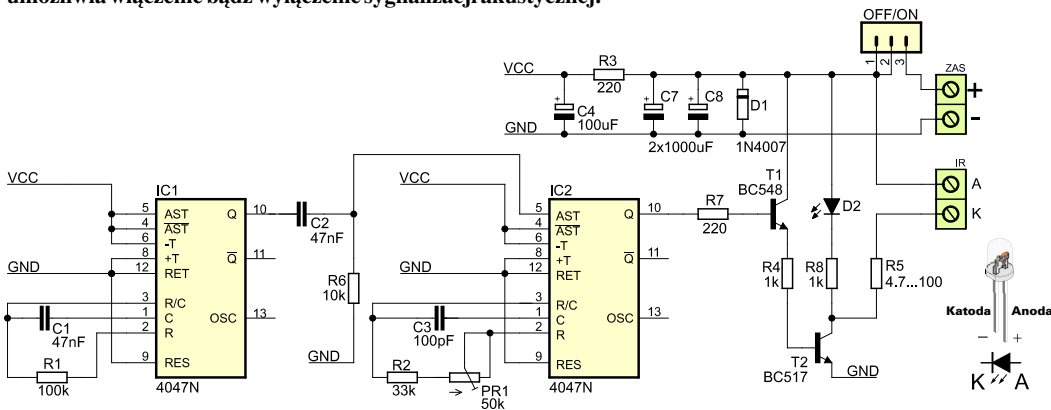 umożliwia włączenie bądź wyłączenie sygnalizacji akustycznej.
OFF/ON
1 2 3
ZAS
+
-
VCC
R3
220
C4
100uF
C7
C8
2x1000uF
D1
1N4007
GND
IR
A
K
VCC
GND
IC1
5 AST
4 AST
6 -T
8 +T
12 RET
3 R/C
1 C
2 R
9 RES
Q 10
Q 11
OSC 13
4047N
C1
47nF
R1
100k
C2
47nF
R6
10k
GND
VCC
GND
IC2
5 AST
4 AST
6 -T
8 +T
12 RET
3 R/C
1 C
2 R
9 RES
Q 10
Q 11
OSC 13
4047N
C3
100pF
R2
33k
PR1
50k
R7
220
T1
BC548
D2
R4
1k
R8
1k
R5
4.7...100
T2
BC517
GND
Katoda Anoda
− +
K A